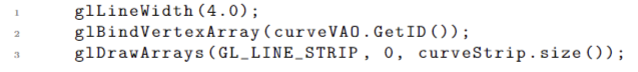 1 glLineWidth(4.0);
2 glBindVertexArray(curveVAO.GetID());
3 glDrawArrays(GL_LINE_STRIP, 0, curveStrip.size());